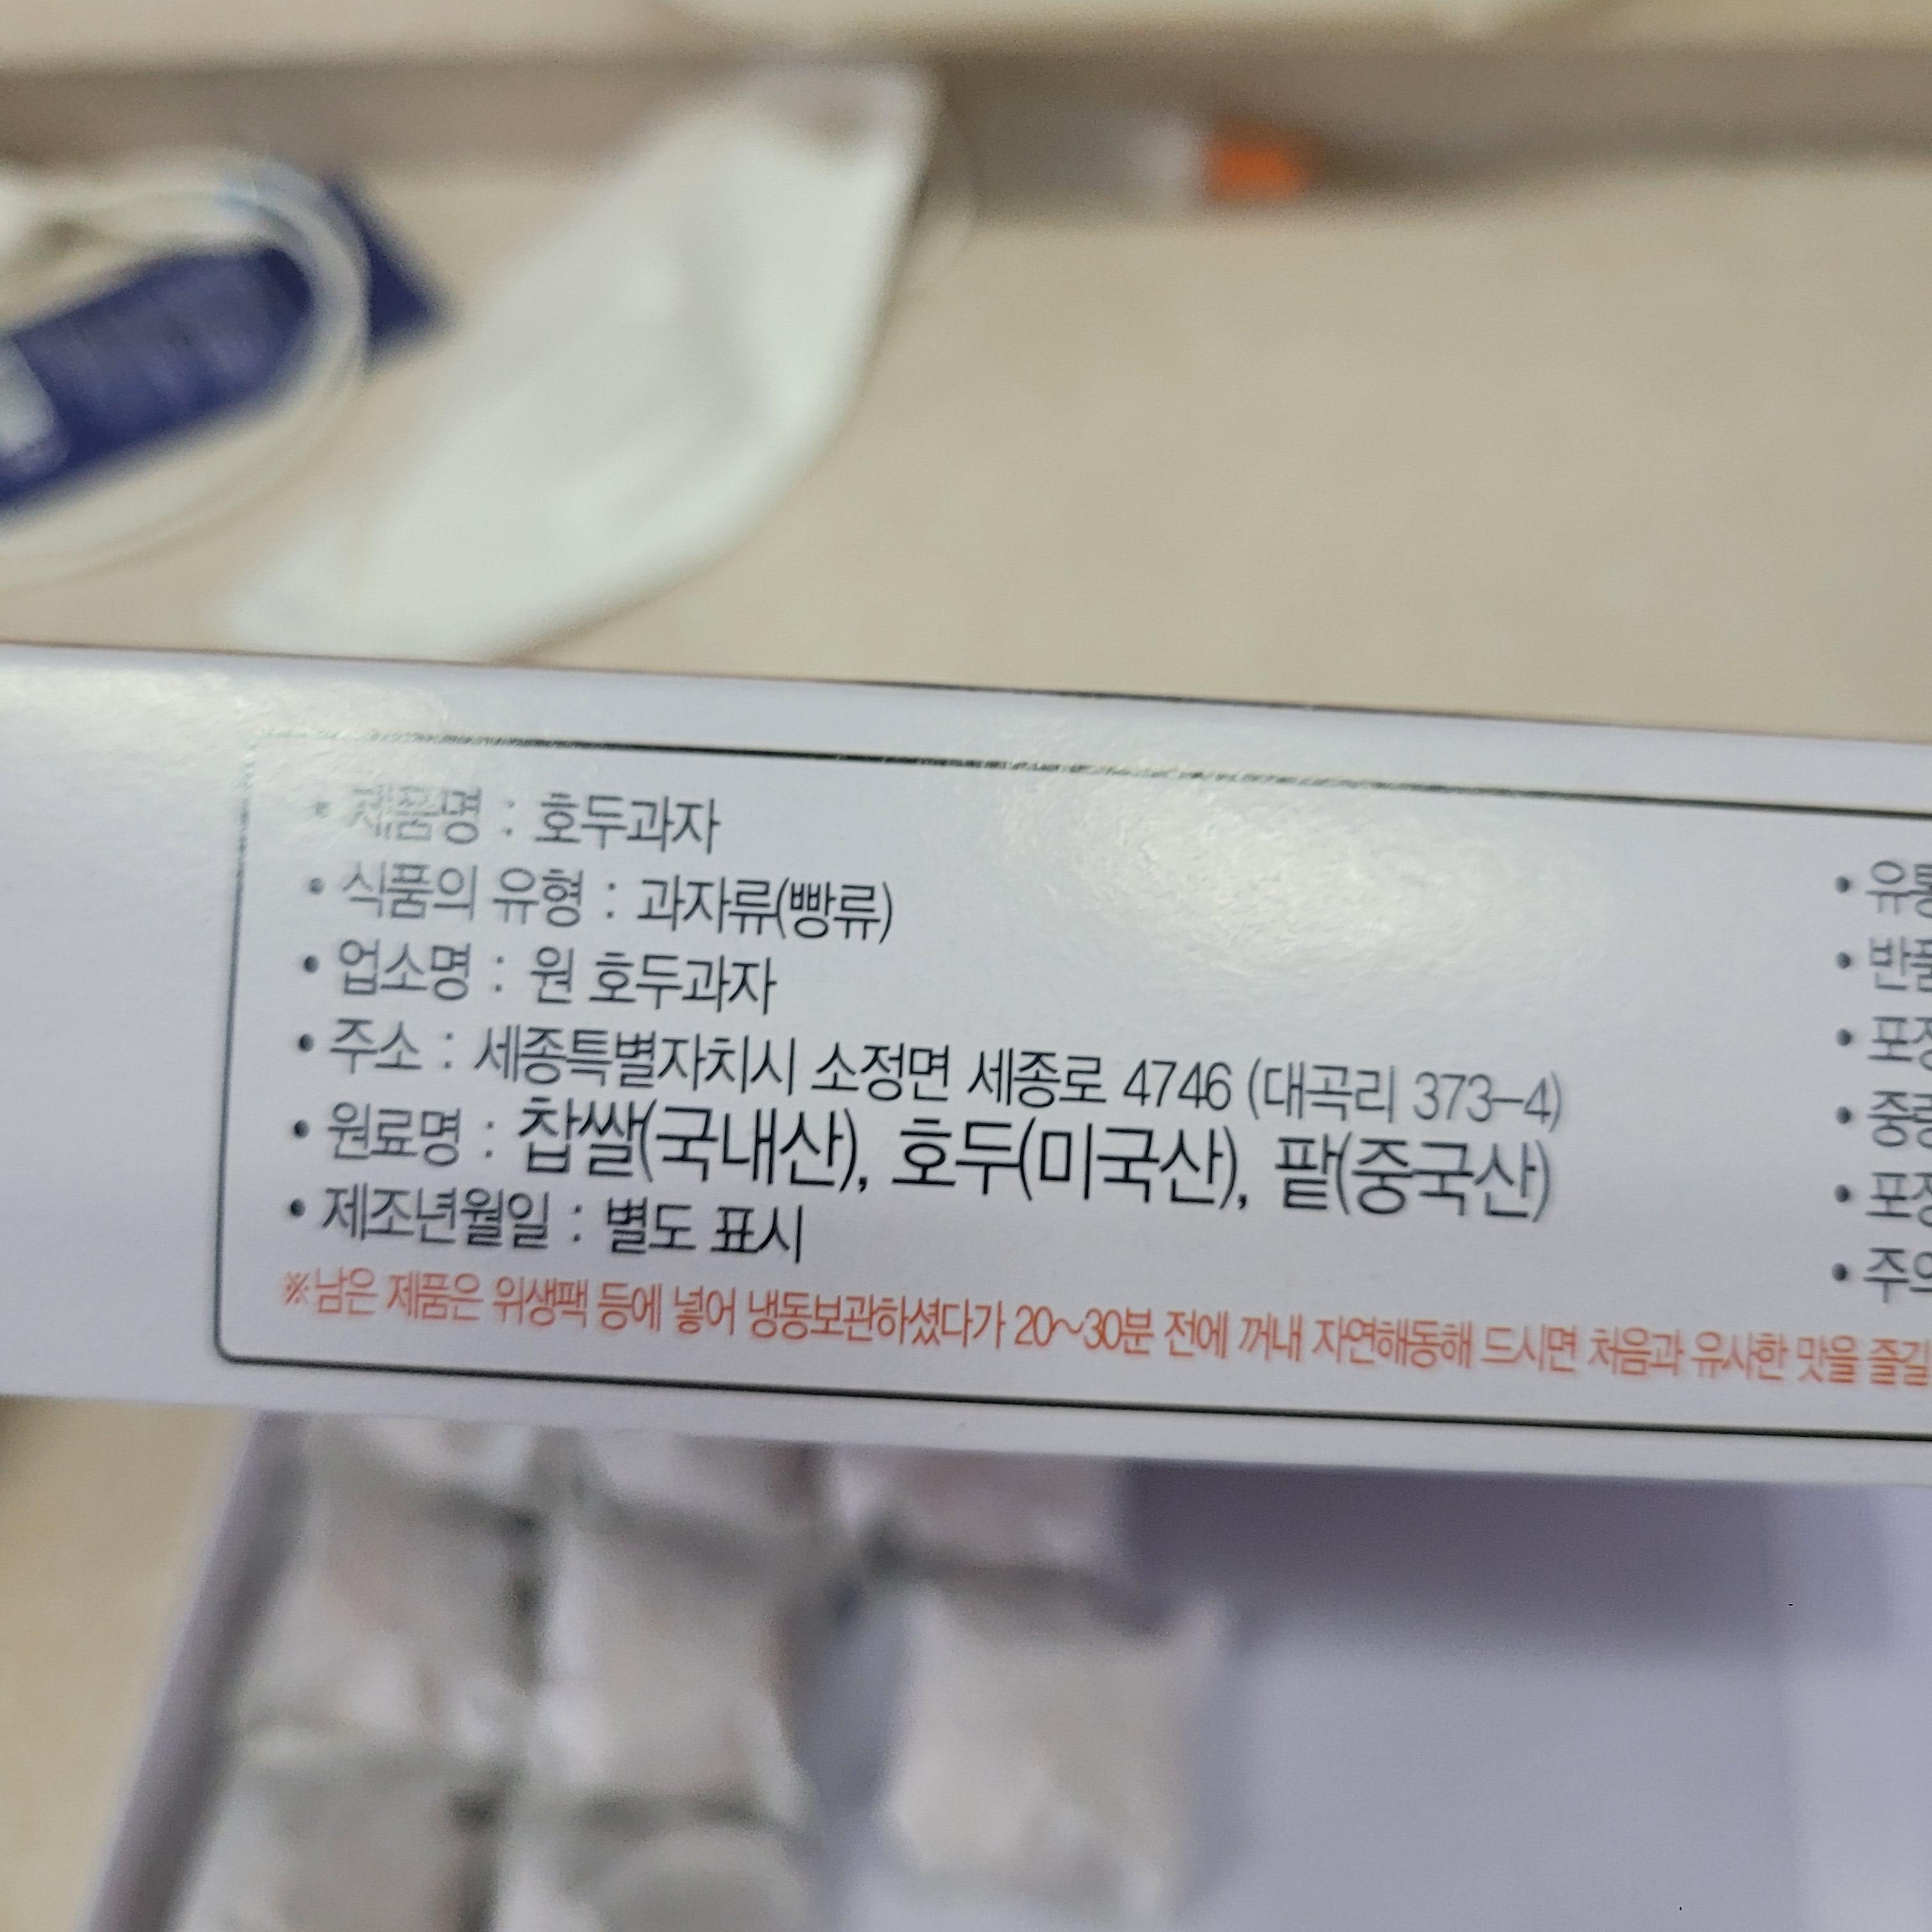 • 제품명 : 호두과자
• 식품의 유형 : 과자류(빵류)
• 업소명 : 원 호두과자
• 주소 : 세종특별자치시 소정면 세종로 4746 (대곡리 373-4)
• 원료명 : 찹쌀(국내산), 호두(미국산), 팥(중국산)
• 제조년월일 : 별도 표시
※남은 제품은 위생팩 등에 넣어 냉동보관하셨다가 20~30분 전에 꺼내 자연해동해 드시면 처음과 유사한 맛을 즐길